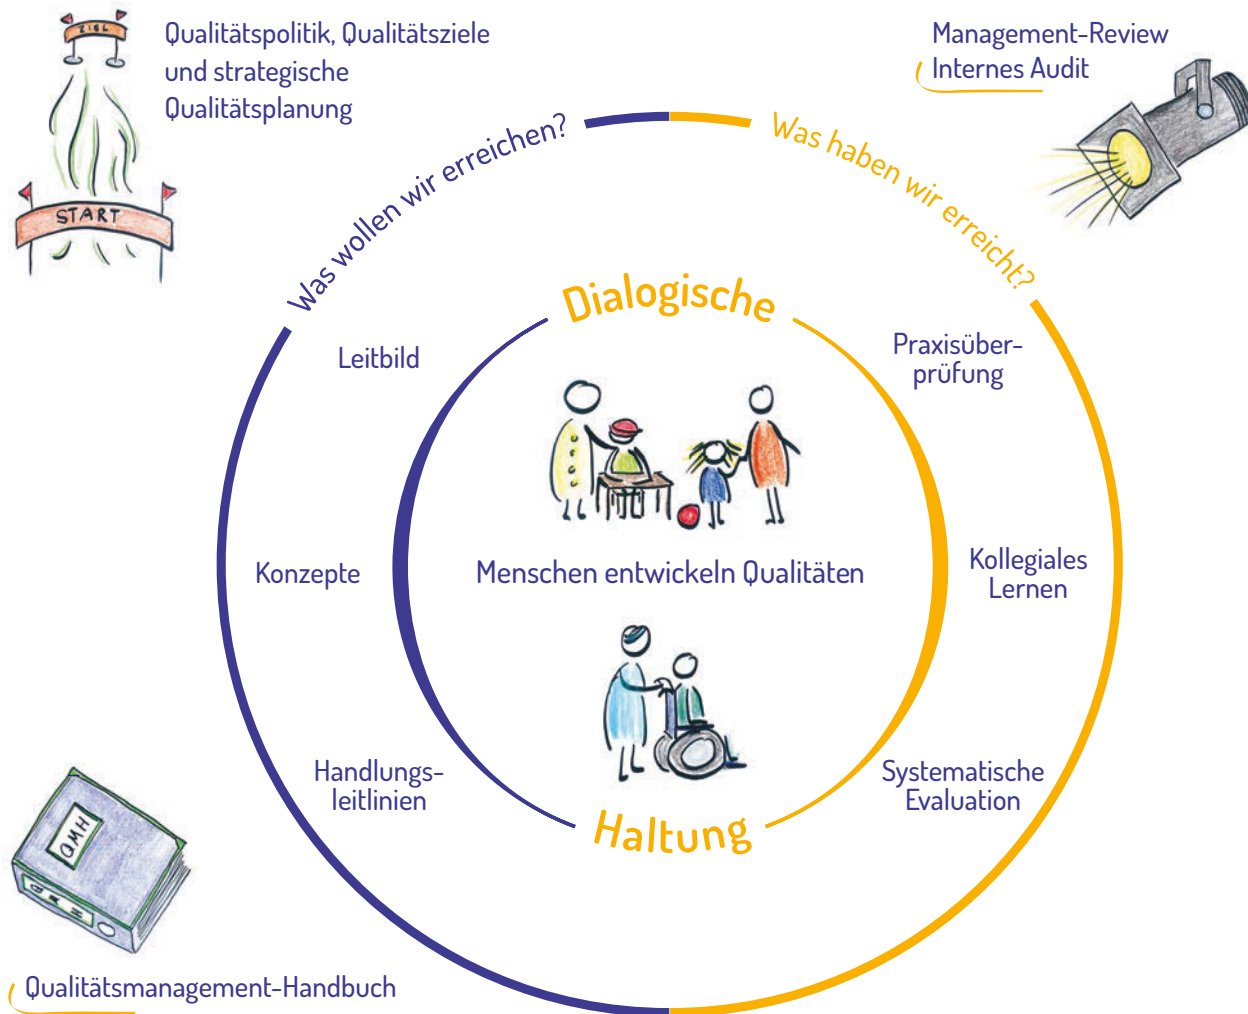 ZIEL
START
Qualitätspolitik, Qualitätsziele
und strategische
Qualitätsplanung
Management-Review
Internes Audit
Was wollen wir erreichen?
Was haben wir erreicht?
Dialogische
Leitbild
Praxisüber-
prüfung
Konzepte
Menschen entwickeln Qualitäten
Kollegiales
Lernen
Handlungs-
leitlinien
Systematische
Evaluation
Haltung
QMH
QMH
Qualitätsmanagement-Handbuch